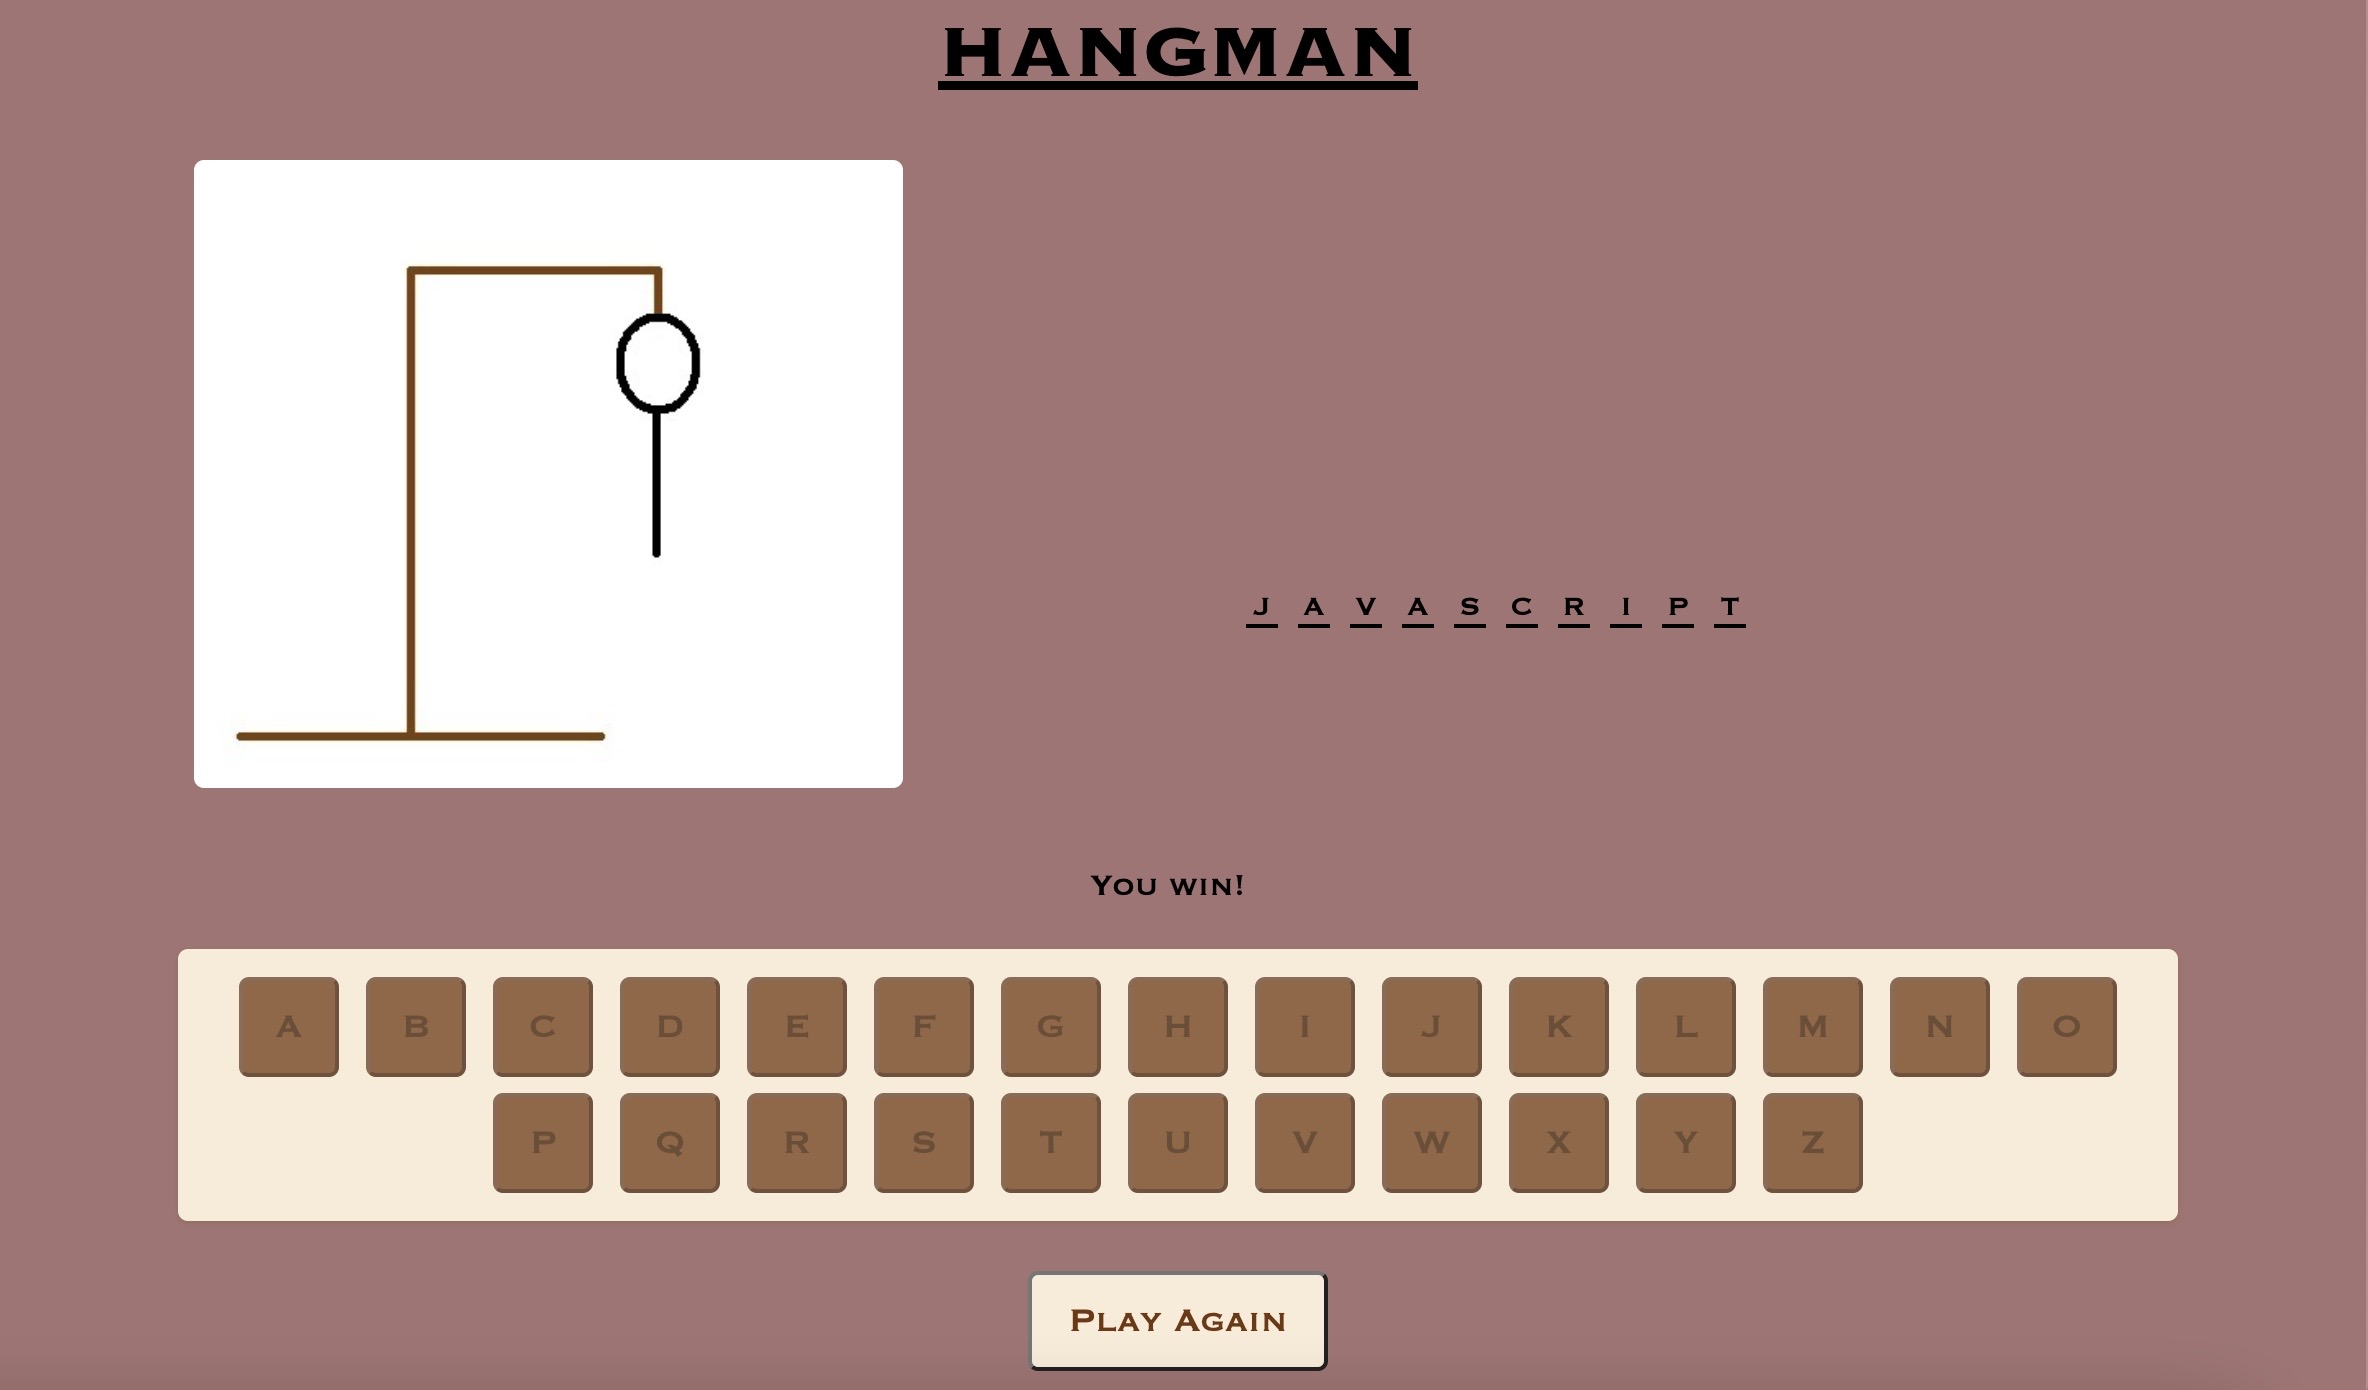 HANGMAN
J A V A S C R I P T
You win!
A B C D E F G H I J K L M N O
P Q R S T U V W X Y Z
Play Again